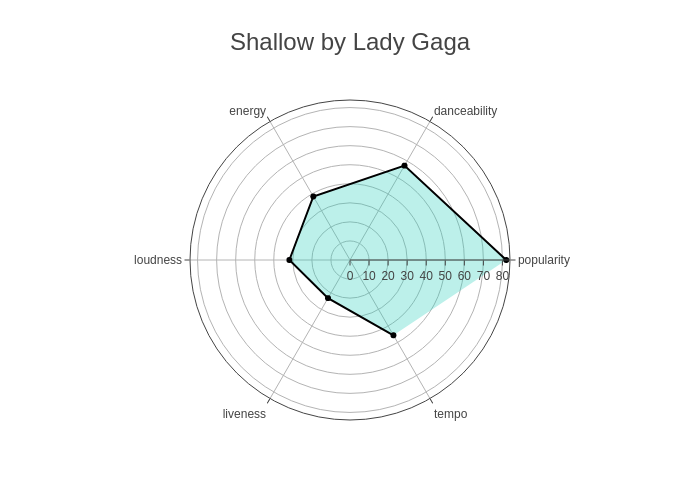 Shallow by Lady Gaga
energy
danceability
loudness
popularity
0 10 20 30 40 50 60 70 80
liveness
tempo